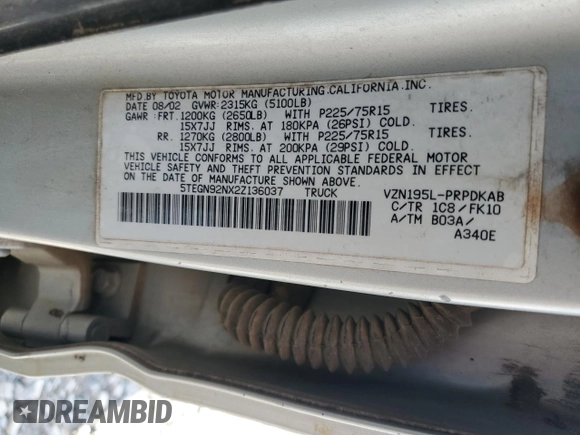 MFD BY TOYOTA MOTOR MANUFACTURING.CALIFORNIA.INC.
DATE 08/02 GVWR:2315KG (5100LB)
GAWR: FRT. 1200KG (2650LB) WITH P225/75R15 TIRES.
15X7JJ RIMS. AT 180KPA (26PSI) COLD.
RR. 1270KG (2800LB) WITH P225/75R15 TIRES.
15X7JJ RIMS. AT 200KPA (29PSI) COLD.
THIS VEHICLE CONFORMS TO ALL APPLICABLE FEDERAL MOTOR
VEHICLE SAFETY AND THEFT PREVENTION STANDARDS IN
EFFECT ON THE DATE OF MANUFACTURE SHOWN ABOVE.
5TEGN92NX2Z136037 TRUCK
VZN195L-PRPDKAB
C/TR 1C8/FK10
A/TM B03A/
A340E
DREAMBID